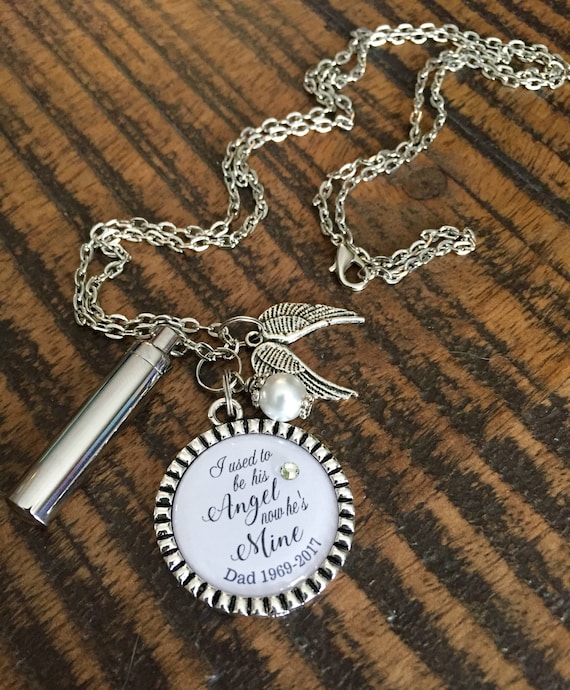 I used to
be his
Angel
now he's
Mine
Dad 1969-2017